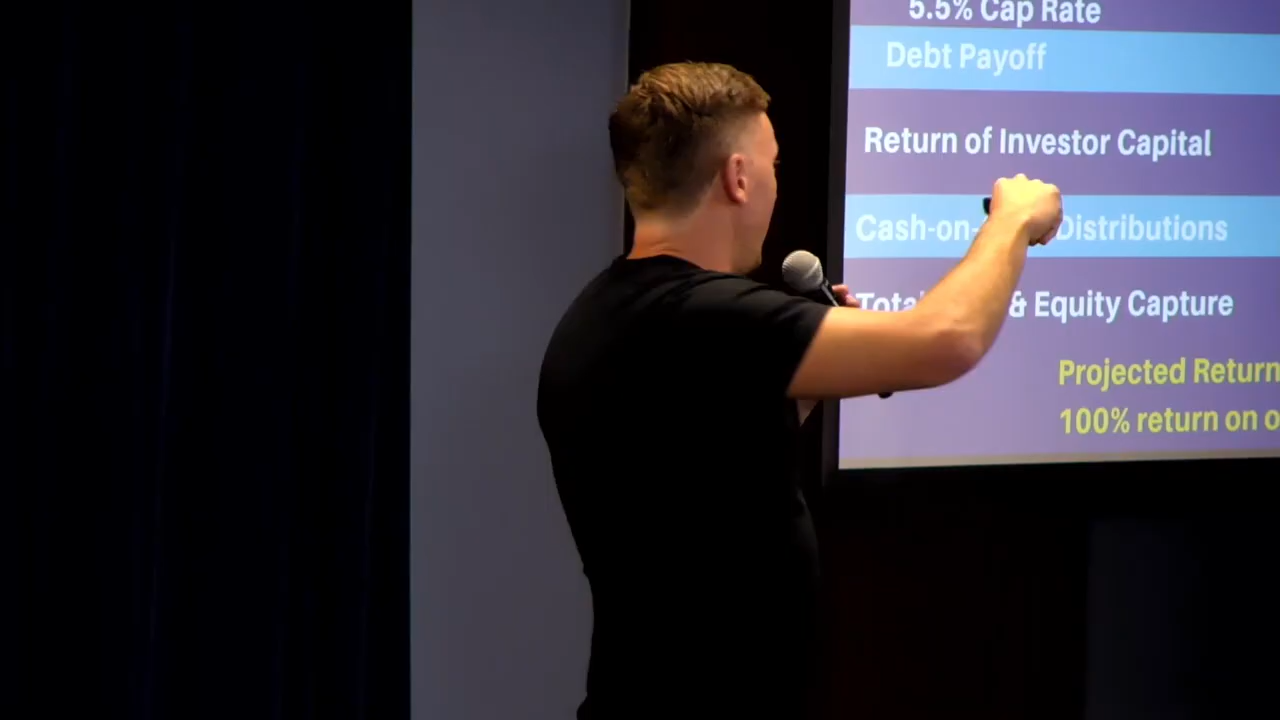 5.5% Cap Rate
Debt Payoff
Return of Investor Capital
Cash-on- Distributions
Total & Equity Capture
Projected Return
100% return on o